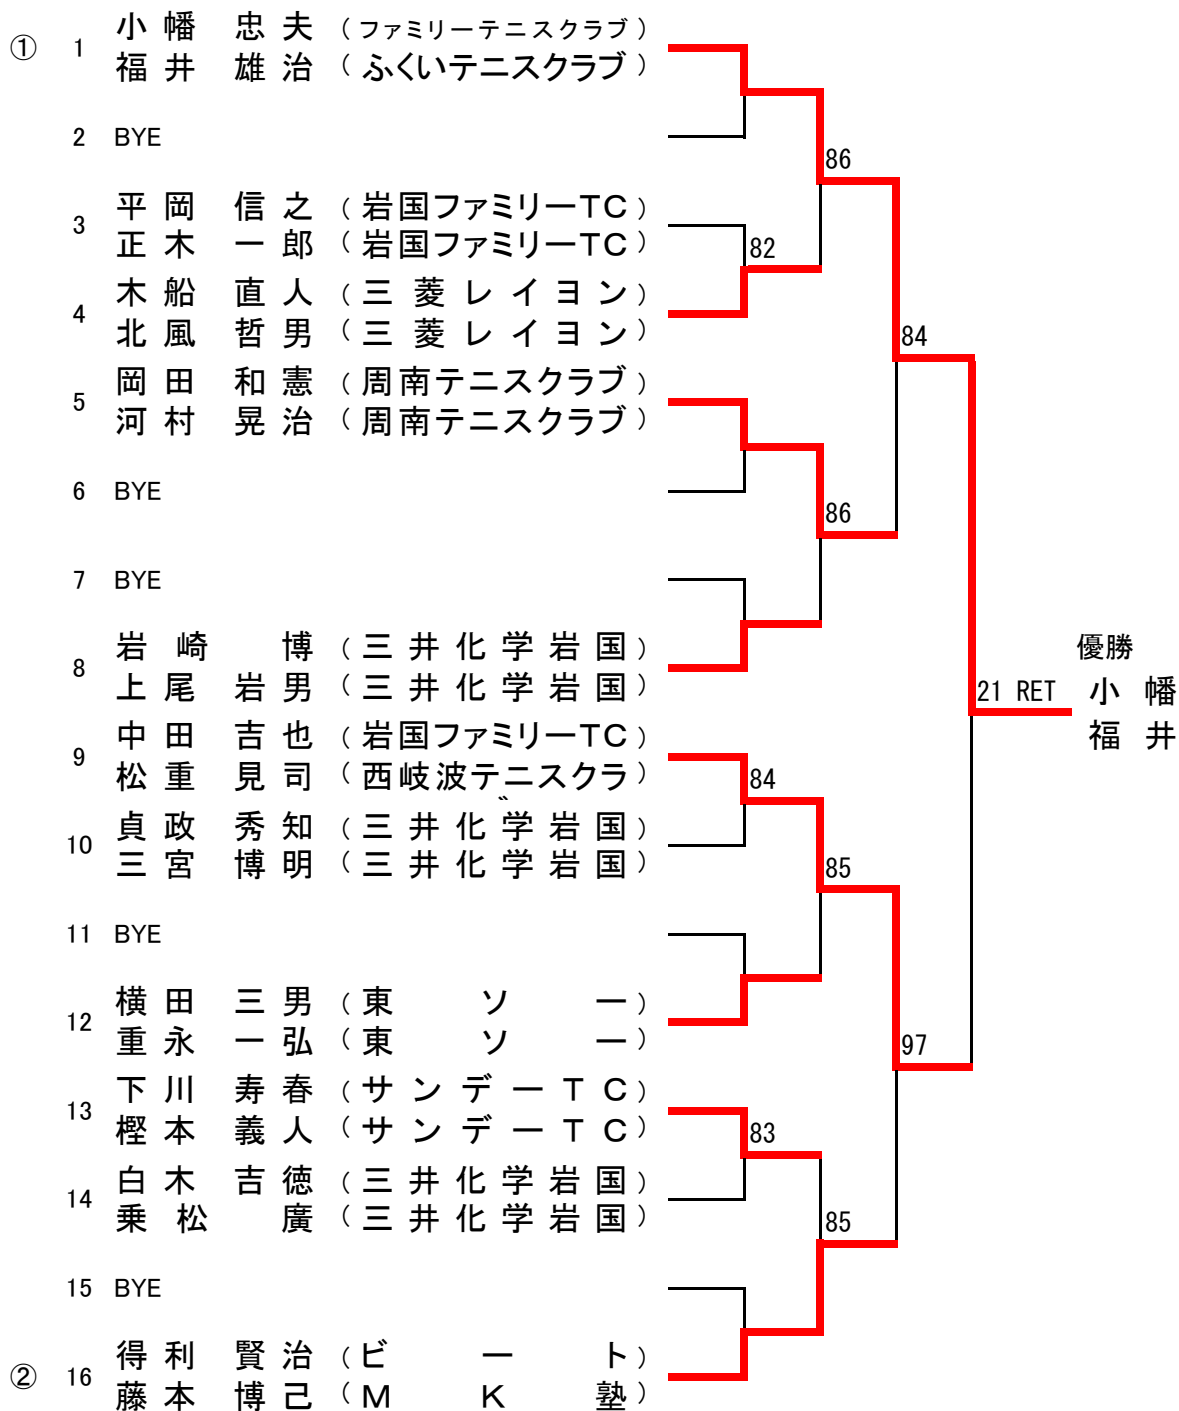 ① 1 小幡 忠夫 (ファミリーテニスクラブ)
福井 雄治 (ふくいテニスクラブ)
2 BYE
86
3 平岡 信之 (岩国ファミリーTC)
正木 一郎 (岩国ファミリーTC)
82
4 木船 直人 (三菱レイヨン)
北風 哲男 (三菱レイヨン)
84
5 岡田 和憲 (周南テニスクラブ)
河村 晃治 (周南テニスクラブ)
6 BYE
86
7 BYE
8 岩崎 博 (三井化学岩国)
上尾 岩男 (三井化学岩国)
優勝
21 RET 小幡
福井
9 中田 吉也 (岩国ファミリーTC)
松重 見司 (西岐波テニスクラ)
84
10 貞政 秀知 (三井化学岩国)
三宮 博明 (三井化学岩国)
85
11 BYE
12 横田 三男 (東ソー)
重永 一弘 (東ソー)
97
13 下川 寿春 (サンデーTC)
樫本 義人 (サンデーTC)
83
14 白木 吉徳 (三井化学岩国)
乗松 廣 (三井化学岩国)
85
15 BYE
② 16 得利 賢治 (ビート)
藤本 博己 (MK塾)